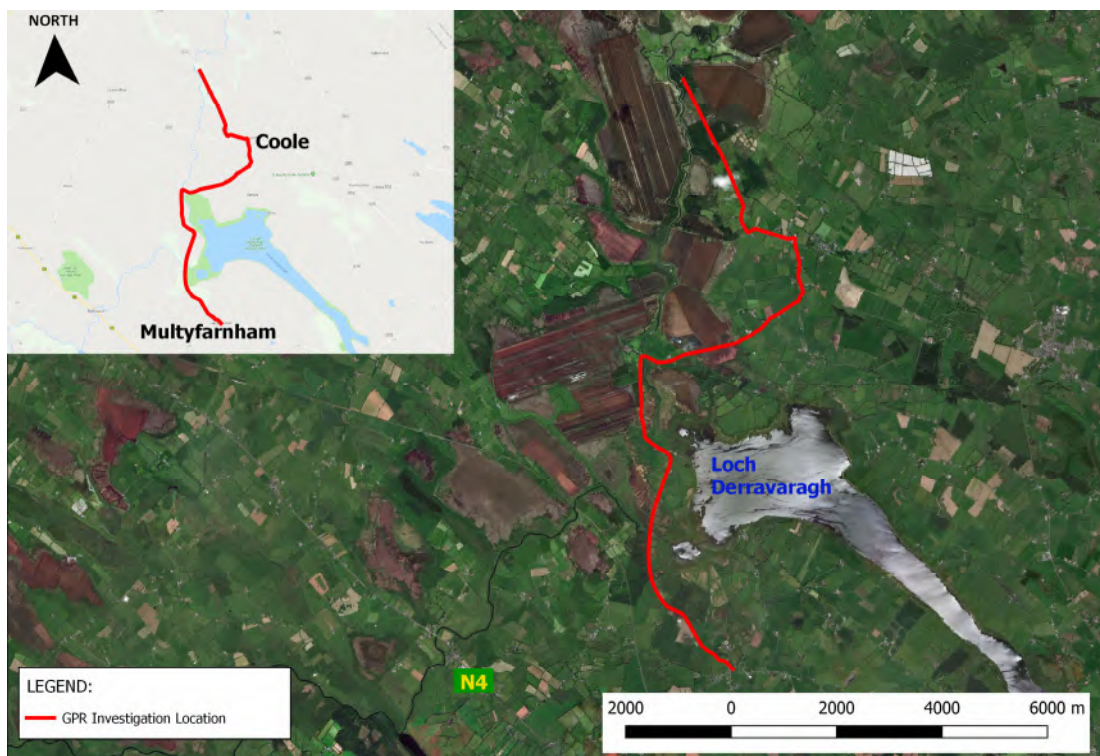 NORTH
Coole
Multyfarnham
Loch
Derravaragh
N4
LEGEND:
GPR Investigation Location
2000 0 2000 4000 6000 m